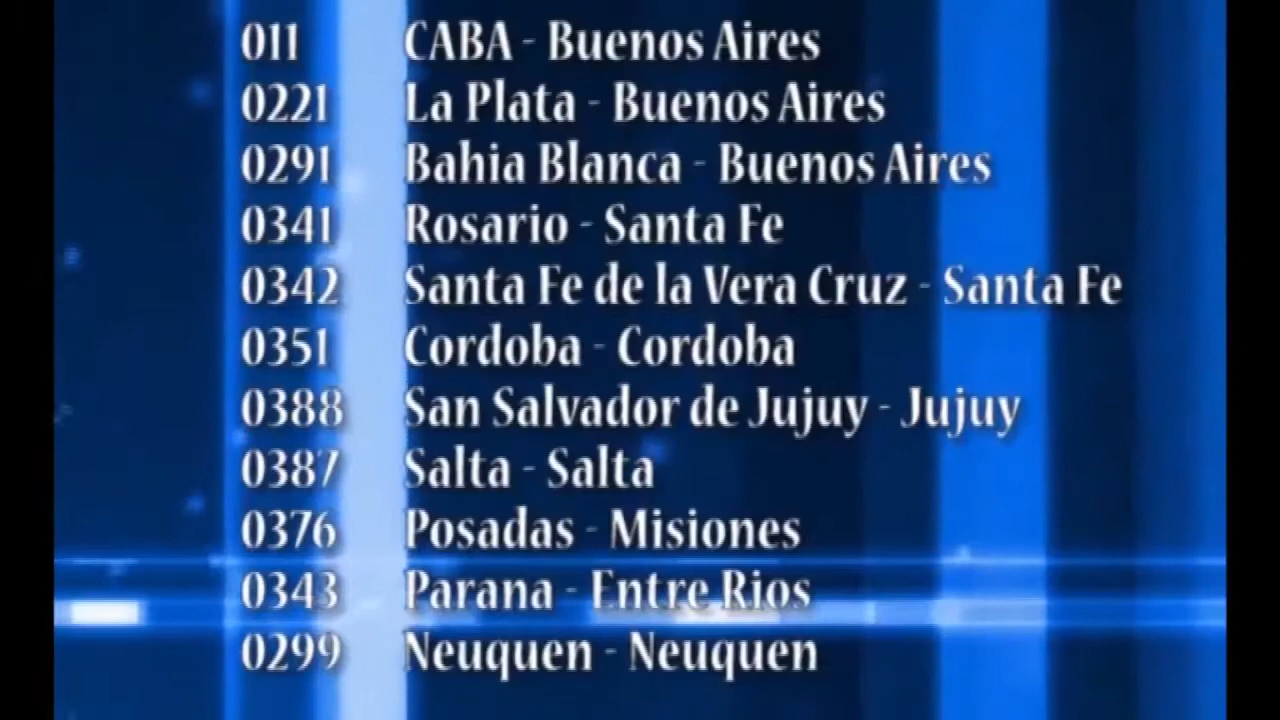 011 CABA - Buenos Aires
0221 La Plata - Buenos Aires
0291 Bahia Blanca - Buenos Aires
0341 Rosario - Santa Fe
0342 Santa Fe de la Vera Cruz - Santa Fe
0351 Cordoba - Cordoba
0388 San Salvador de Jujuy - Jujuy
0387 Salta - Salta
0376 Posadas - Misiones
0343 Parana - Entre Rios
0299 Neuquen - Neuquen